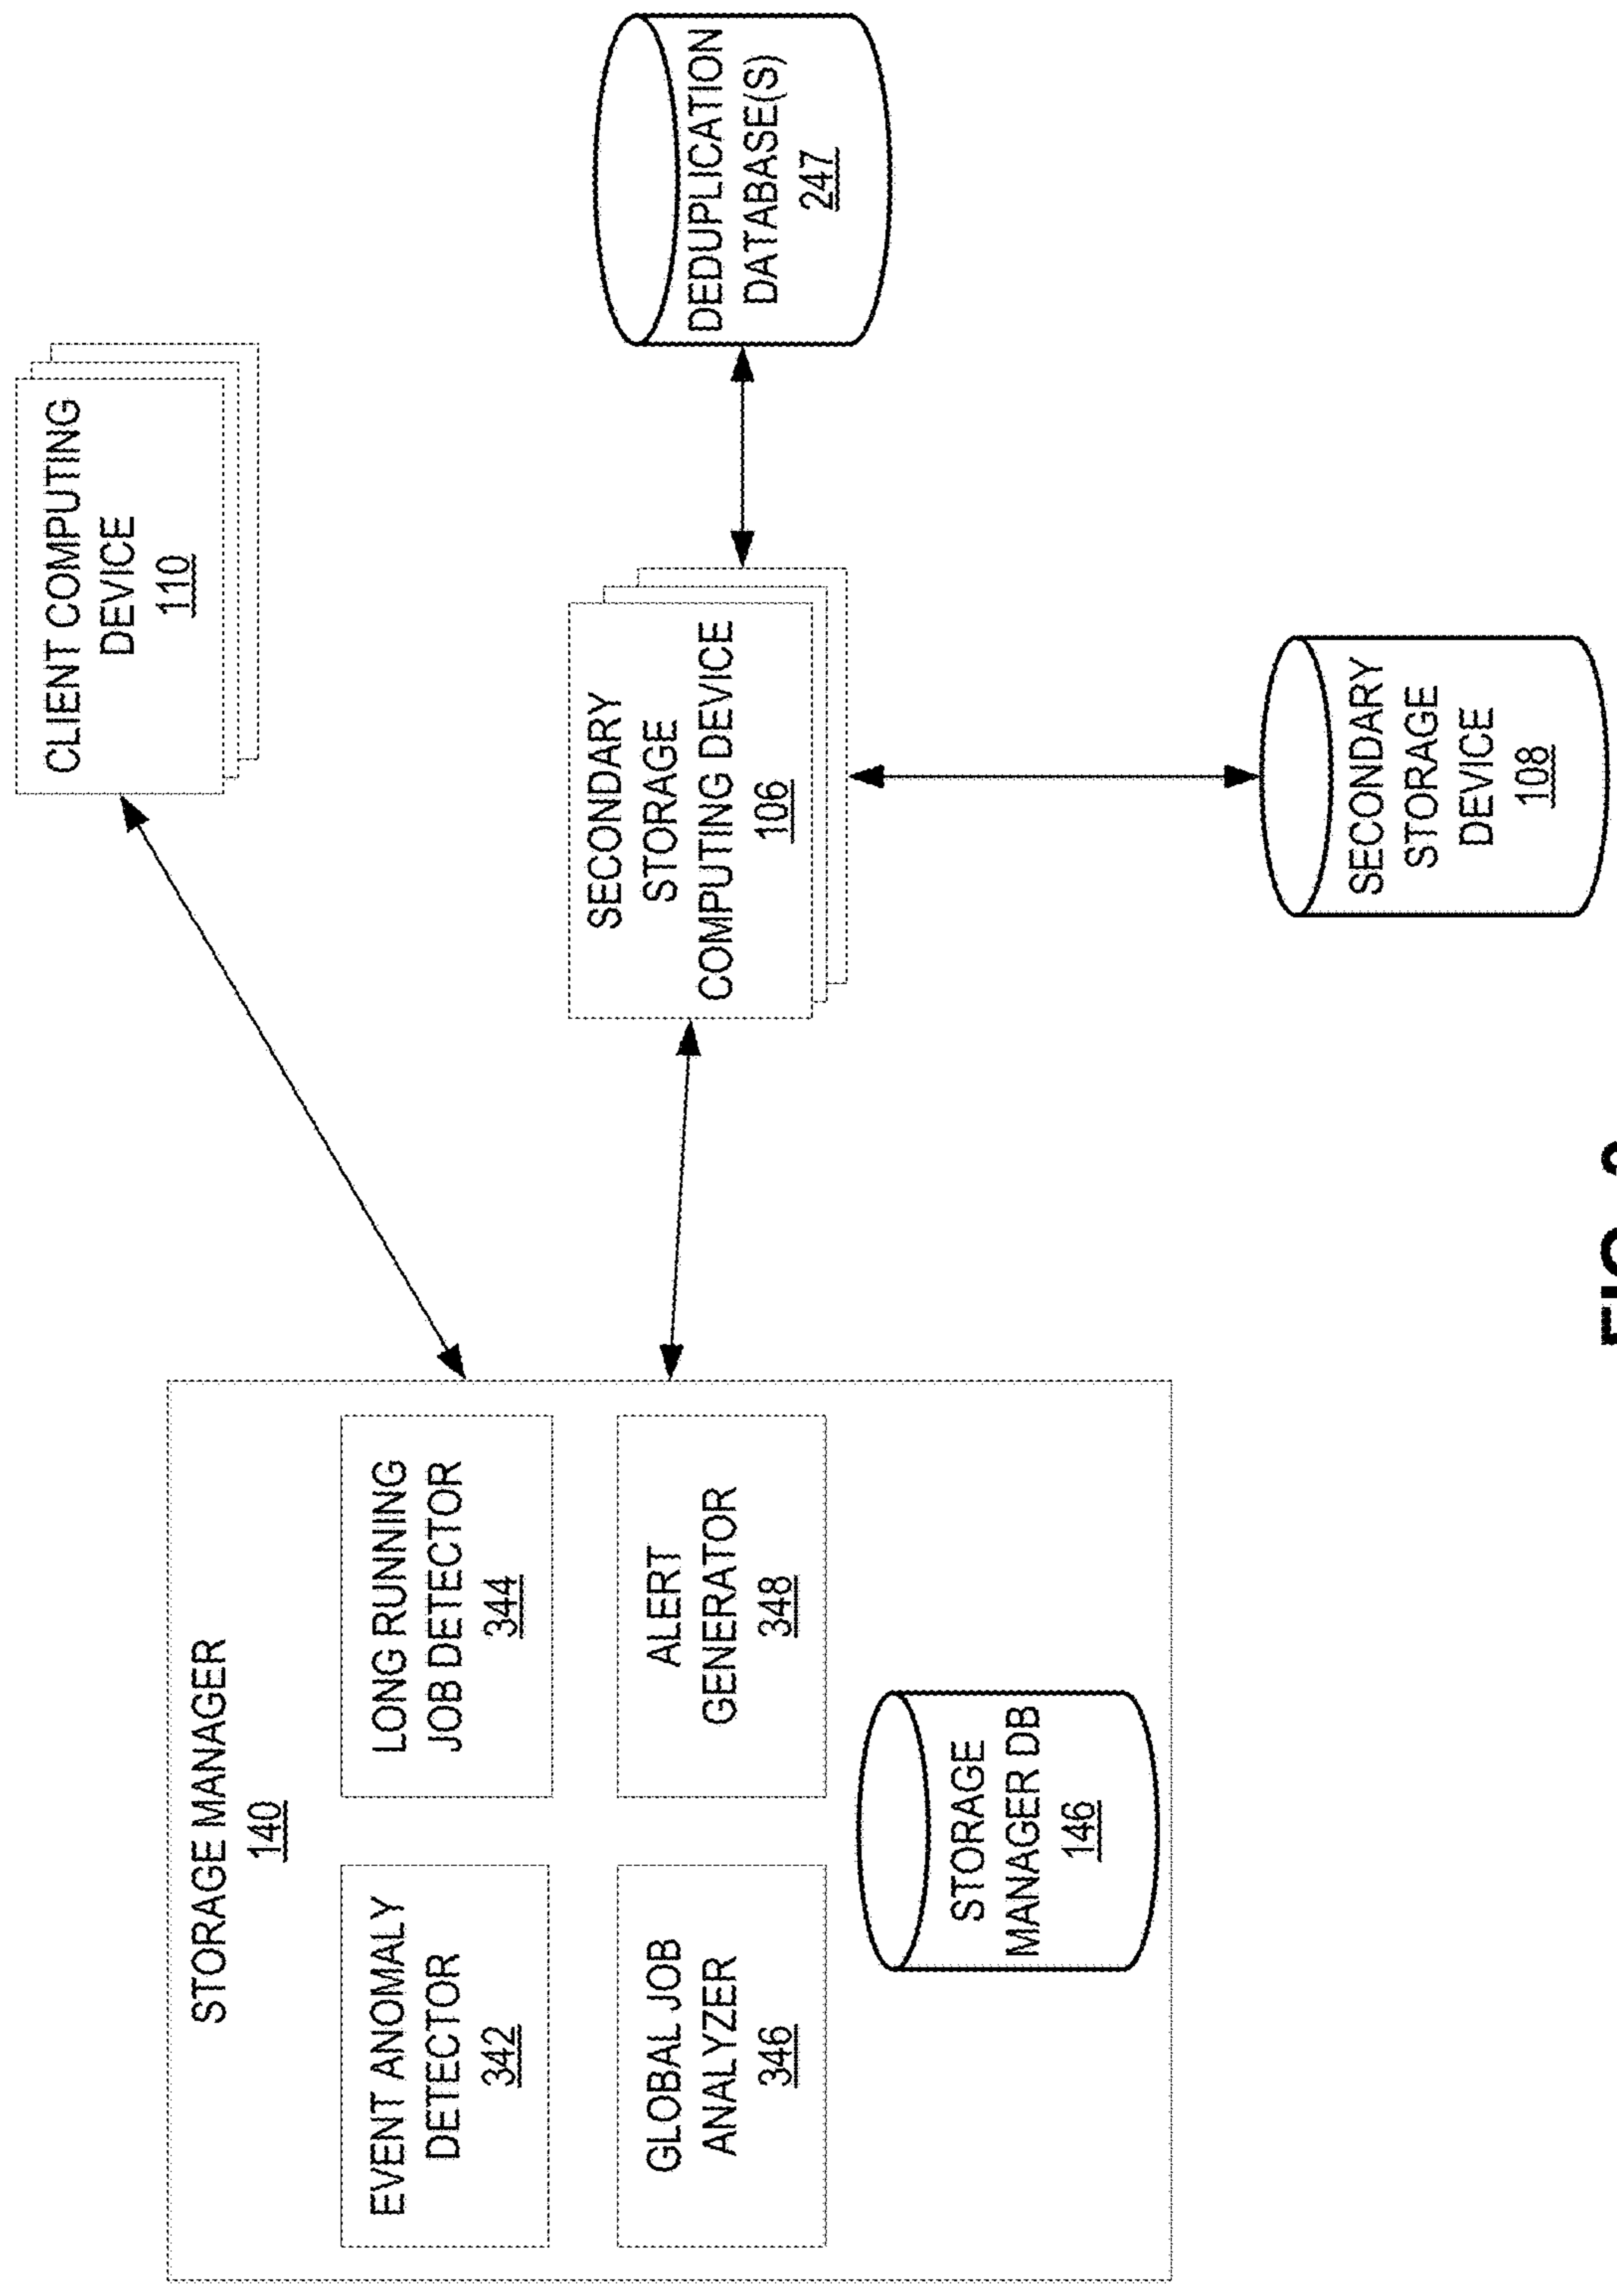 STORAGE MANAGER
140
EVENT ANOMALY
DETECTOR
342
LONG RUNNING
JOB DETECTOR
344
GLOBAL JOB
ANALYZER
346
ALERT
GENERATOR
348
STORAGE
MANAGER DB
146
CLIENT COMPUTING
DEVICE
110
SECONDARY
STORAGE
COMPUTING DEVICE
106
DEDUPLICATION
DATABASE(S)
247
SECONDARY
STORAGE
DEVICE
108
FIG.